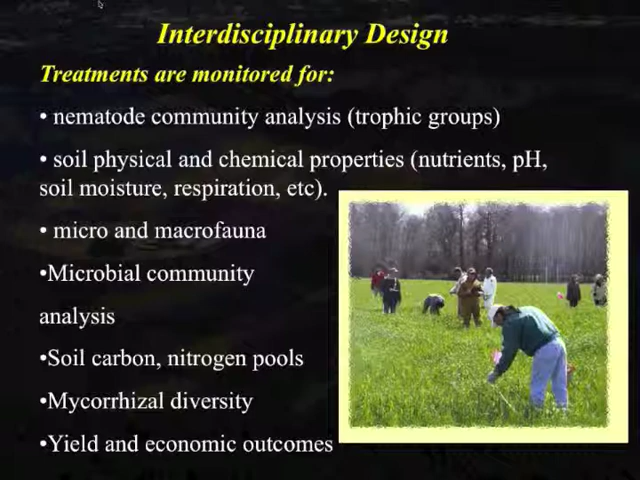 Interdisciplinary Design
Treatments are monitored for:
• nematode community analysis (trophic groups)
• soil physical and chemical properties (nutrients, pH,
soil moisture, respiration, etc).
• micro and macrofauna
•Microbial community
analysis
•Soil carbon, nitrogen pools
•Mycorrhizal diversity
•Yield and economic outcomes